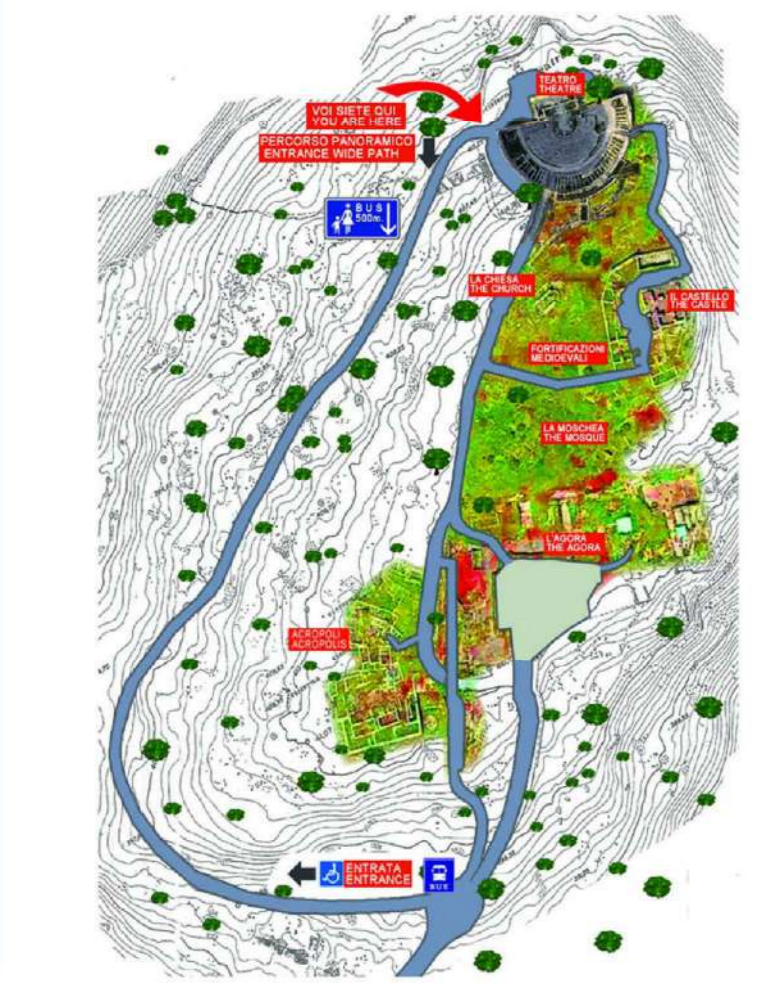 TEATRO
THEATRE
VOI SIETE QUI
YOU ARE HERE
PERCORSO PANORAMICO
ENTRANCE WIDE PATH
BUS
500m.
LA CHIESA
THE CHURCH
IL CASTELLO
THE CASTLE
FORTIFICAZIONI
MEDIOEVALI
LA MOSCHEA
THE MOSQUE
L'AGORA
THE AGORA
ACROPOLI
ACROPOLIS
ENTRATA
ENTRANCE
BUS